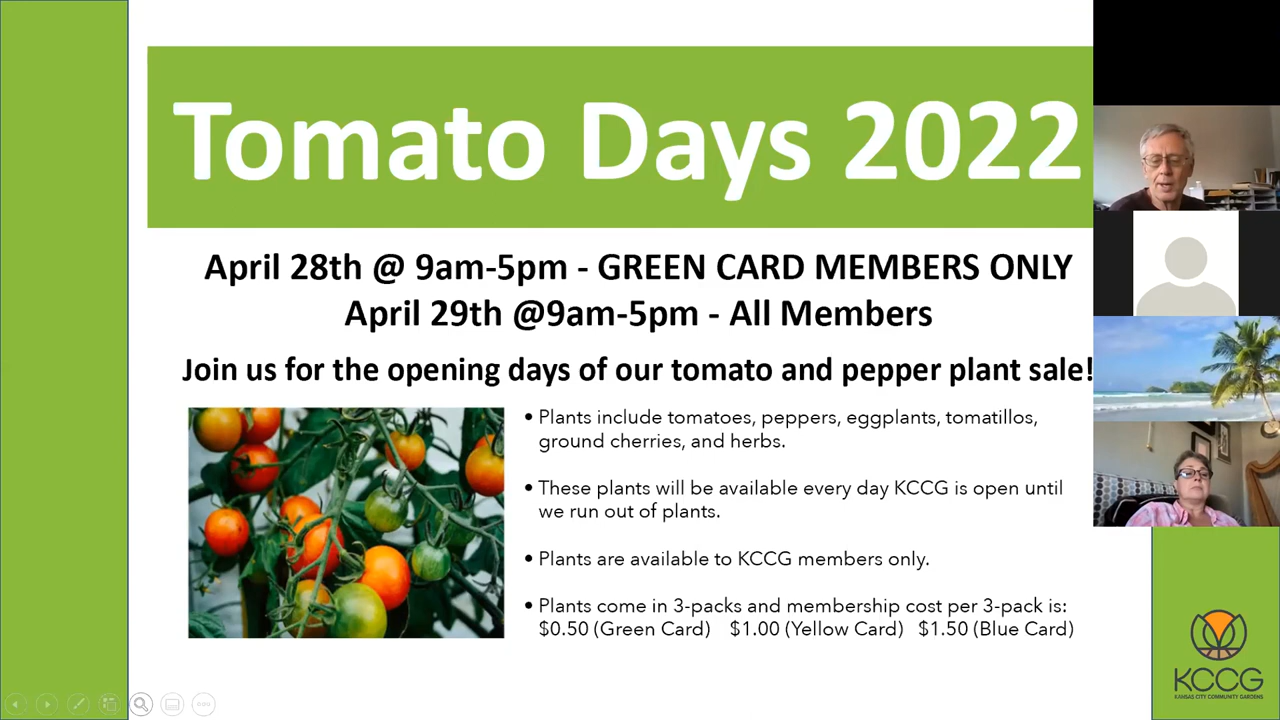 Tomato Days 2022
April 28th @ 9am-5pm - GREEN CARD MEMBERS ONLY
April 29th @9am-5pm - All Members
Join us for the opening days of our tomato and pepper plant sale!
• Plants include tomatoes, peppers, eggplants, tomatillos,
ground cherries, and herbs.
• These plants will be available every day KCCG is open until
we run out of plants.
• Plants are available to KCCG members only.
• Plants come in 3-packs and membership cost per 3-pack is:
$0.50 (Green Card) $1.00 (Yellow Card) $1.50 (Blue Card)
KCCG
KANSAS CITY COMMUNITY GARDENS